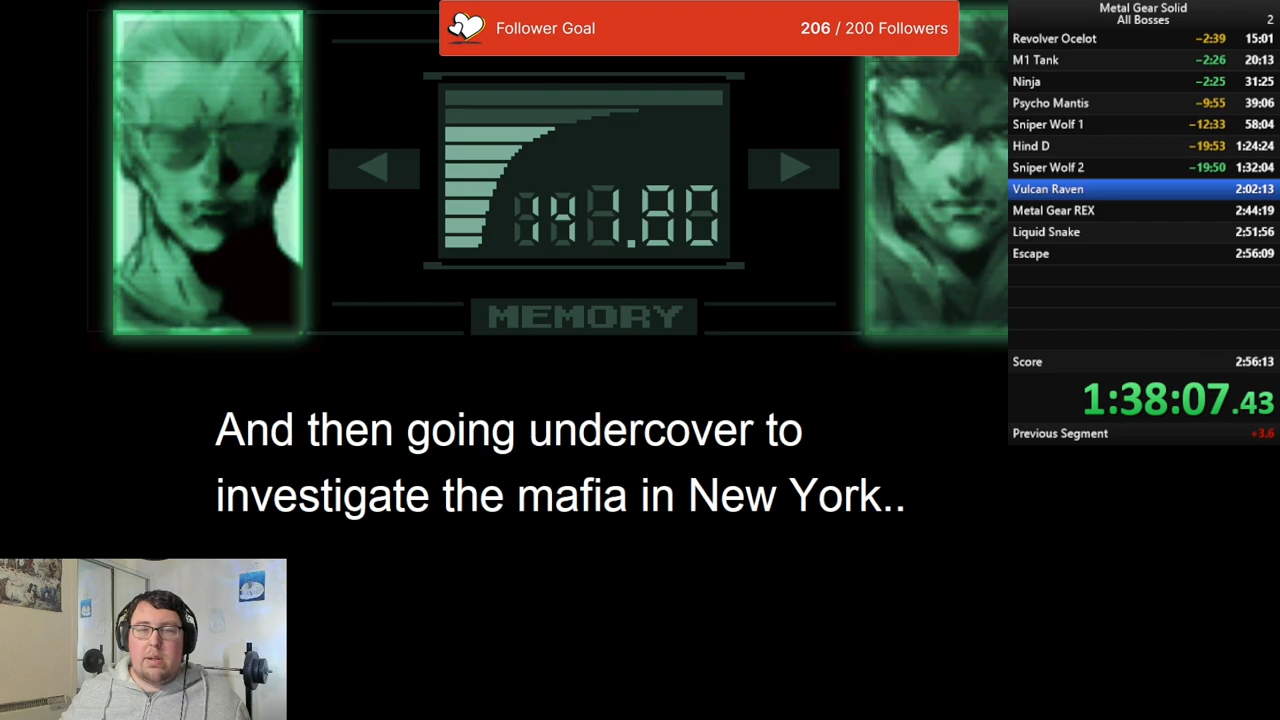 Follower Goal
206 / 200 Followers
141.80
MEMORY
And then going undercover to
investigate the mafia in New York..
Metal Gear Solid
All Bosses
2
Revolver Ocelot −2:39 15:01
M1 Tank −2:26 20:13
Ninja −2:25 31:25
Psycho Mantis −9:55 39:06
Sniper Wolf 1 −12:33 58:04
Hind D −19:53 1:24:24
Sniper Wolf 2 −19:50 1:32:04
Vulcan Raven 2:02:13
Metal Gear REX 2:44:19
Liquid Snake 2:51:56
Escape 2:56:09
Score 2:56:13
1:38:07.43
Previous Segment +3.6